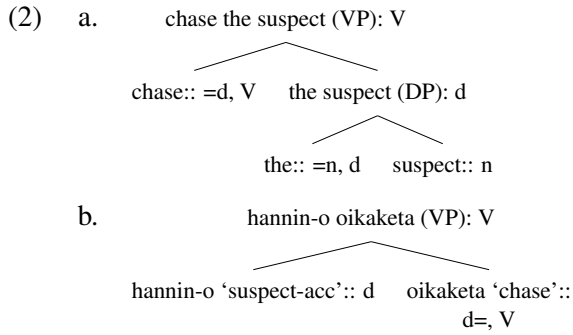 (2) a. chase the suspect (VP): V
chase:: =d, V the suspect (DP): d
the:: =n, d suspect:: n
b. hannin-o oikaketa (VP): V
hannin-o ‘suspect-acc’:: d oikaketa ‘chase’::
d=, V